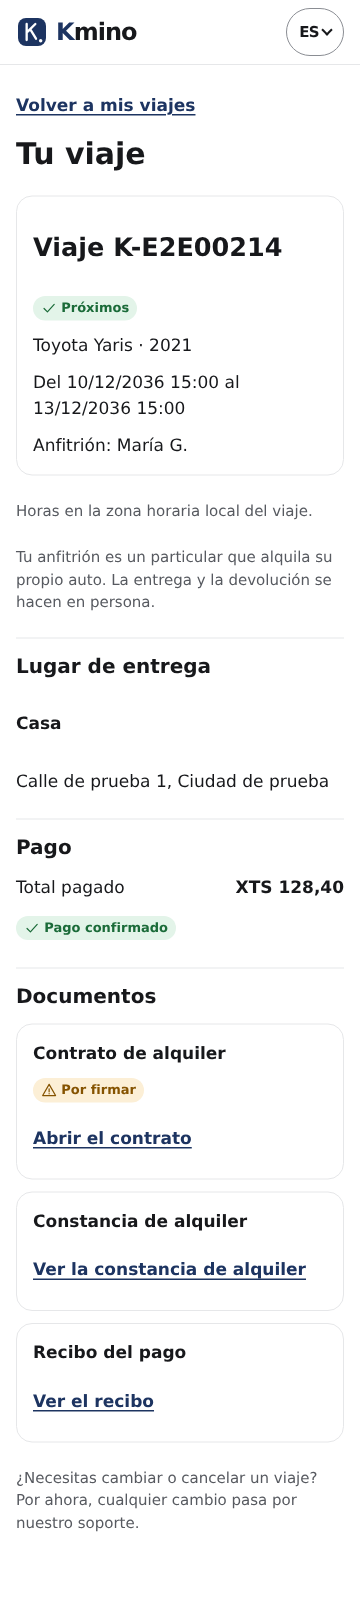 K. Kmino
ES
Volver a mis viajes
Tu viaje
Viaje K-E2E00214
Próximos
Toyota Yaris · 2021
Del 10/12/2036 15:00 al
13/12/2036 15:00
Anfitrión: María G.
Horas en la zona horaria local del viaje.
Tu anfitrión es un particular que alquila su
propio auto. La entrega y la devolución se
hacen en persona.
Lugar de entrega
Casa
Calle de prueba 1, Ciudad de prueba
Pago
Total pagado XTS 128,40
Pago confirmado
Documentos
Contrato de alquiler
Por firmar
Abrir el contrato
Constancia de alquiler
Ver la constancia de alquiler
Recibo del pago
Ver el recibo
¿Necesitas cambiar o cancelar un viaje?
Por ahora, cualquier cambio pasa por
nuestro soporte.